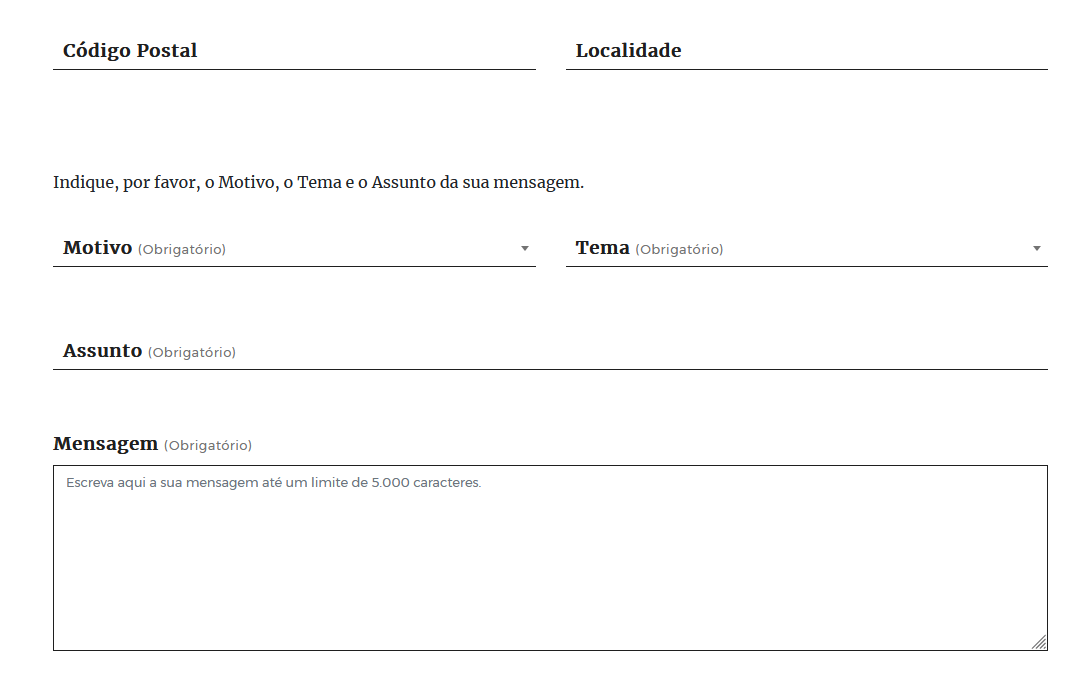 Código Postal
Localidade
Indique, por favor, o Motivo, o Tema e o Assunto da sua mensagem.
Motivo (Obrigatório)
Tema (Obrigatório)
Assunto (Obrigatório)
Mensagem (Obrigatório)
Escreva aqui a sua mensagem até um limite de 5.000 caracteres.